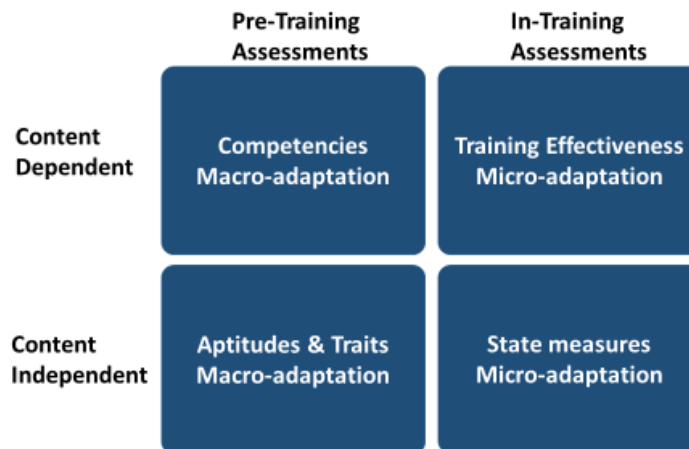 Pre-Training
Assessments
In-Training
Assessments
Content
Dependent
Competencies
Macro-adaptation
Training Effectiveness
Micro-adaptation
Content
Independent
Aptitudes & Traits
Macro-adaptation
State measures
Micro-adaptation